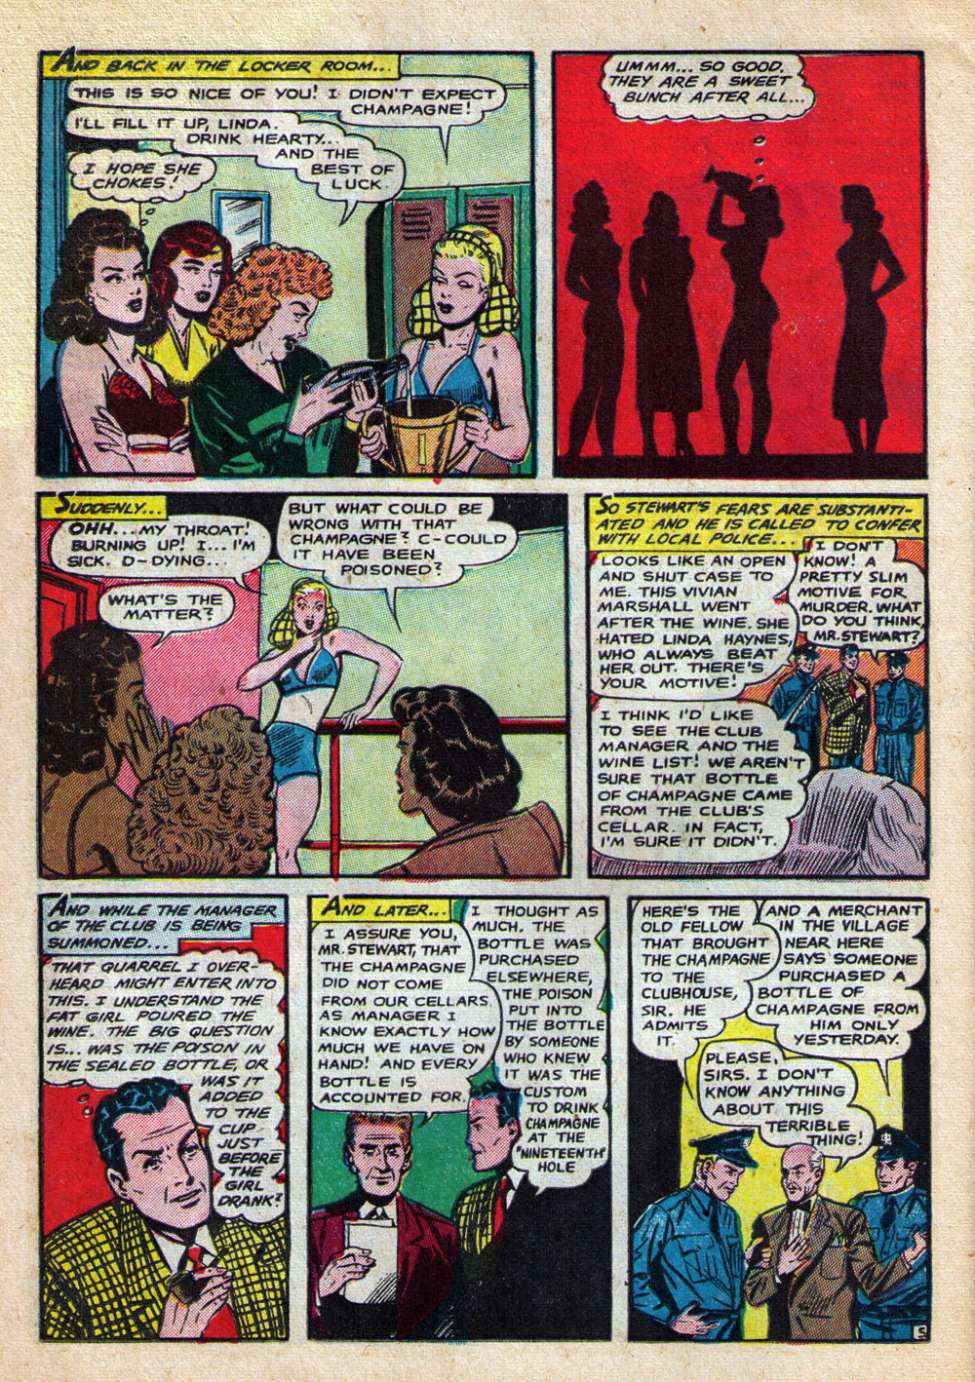 AND BACK IN THE LOCKER ROOM...
THIS IS SO NICE OF YOU! I DIDN'T EXPECT
CHAMPAGNE!
I'LL FILL IT UP, LINDA.
DRINK HEARTY...
AND THE
BEST OF
LUCK.
I HOPE SHE
CHOKES!
UMMM... SO GOOD.
THEY ARE A SWEET
BUNCH AFTER ALL...
SUDDENLY...
OHH... MY THROAT!
BURNING UP! I... I'M
SICK. D-DYING...
WHAT'S THE
MATTER?
BUT WHAT COULD BE
WRONG WITH THAT
CHAMPAGNE? C-COULD
IT HAVE BEEN
POISONED?
SO STEWART'S FEARS ARE SUBSTANTI-
ATED AND HE IS CALLED TO CONFER
WITH LOCAL POLICE...
LOOKS LIKE AN OPEN
AND SHUT CASE TO
ME. THIS VIVIAN
MARSHALL WENT
AFTER THE WINE. SHE
HATED LINDA HAYNES,
WHO ALWAYS BEAT
HER OUT. THERE'S
YOUR MOTIVE!
I DON'T
KNOW! A
PRETTY SLIM
MOTIVE FOR
MURDER. WHAT
DO YOU THINK,
MR. STEWART?
I THINK I'D LIKE
TO SEE THE CLUB
MANAGER AND THE
WINE LIST! WE AREN'T
SURE THAT BOTTLE
OF CHAMPAGNE CAME
FROM THE CLUB'S
CELLAR. IN FACT,
I'M SURE IT DIDN'T.
AND WHILE THE MANAGER
OF THE CLUB IS BEING
SUMMONED...
THAT QUARREL I OVER-
HEARD MIGHT ENTER INTO
THIS. I UNDERSTAND THE
FAT GIRL POURED THE
WINE. THE BIG QUESTION
IS... WAS THE POISON IN
THE SEALED BOTTLE, OR
WAS IT
ADDED
TO THE
CUP
JUST
BEFORE
THE
GIRL
DRANK?
AND LATER...
I ASSURE YOU,
MR. STEWART, THAT
THE CHAMPAGNE
DID NOT COME
FROM OUR CELLARS.
AS MANAGER I
KNOW EXACTLY HOW
MUCH WE HAVE ON
HAND! AND EVERY
BOTTLE IS
ACCOUNTED FOR.
I THOUGHT AS
MUCH. THE
BOTTLE WAS
PURCHASED
ELSEWHERE,
THE POISON
PUT INTO
THE BOTTLE
BY SOMEONE
WHO KNEW
IT WAS THE
CUSTOM
TO DRINK
CHAMPAGNE
AT THE
"NINETEENTH"
HOLE
HERE'S THE
OLD FELLOW
THAT BROUGHT
THE CHAMPAGNE
TO THE
CLUBHOUSE,
SIR. HE
ADMITS
IT.
AND A MERCHANT
IN THE VILLAGE
NEAR HERE
SAYS SOMEONE
PURCHASED A
BOTTLE OF
CHAMPAGNE FROM
HIM ONLY
YESTERDAY.
PLEASE,
SIRS. I DON'T
KNOW ANYTHING
ABOUT THIS
TERRIBLE
THING!
5